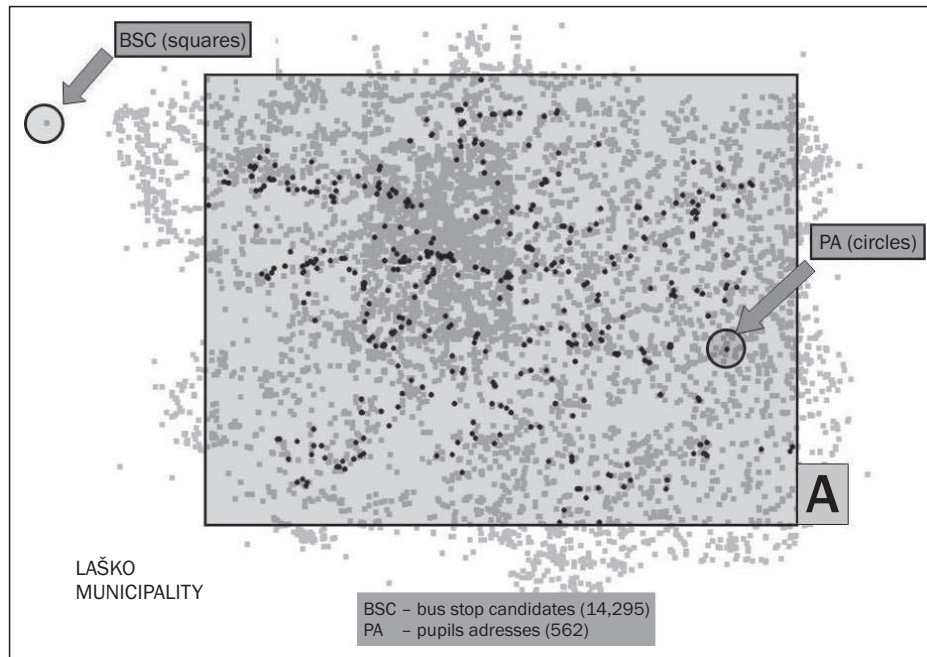 BSC (squares)
PA (circles)
A
LAŠKO
MUNICIPALITY
BSC – bus stop candidates (14,295)
PA – pupils adresses (562)